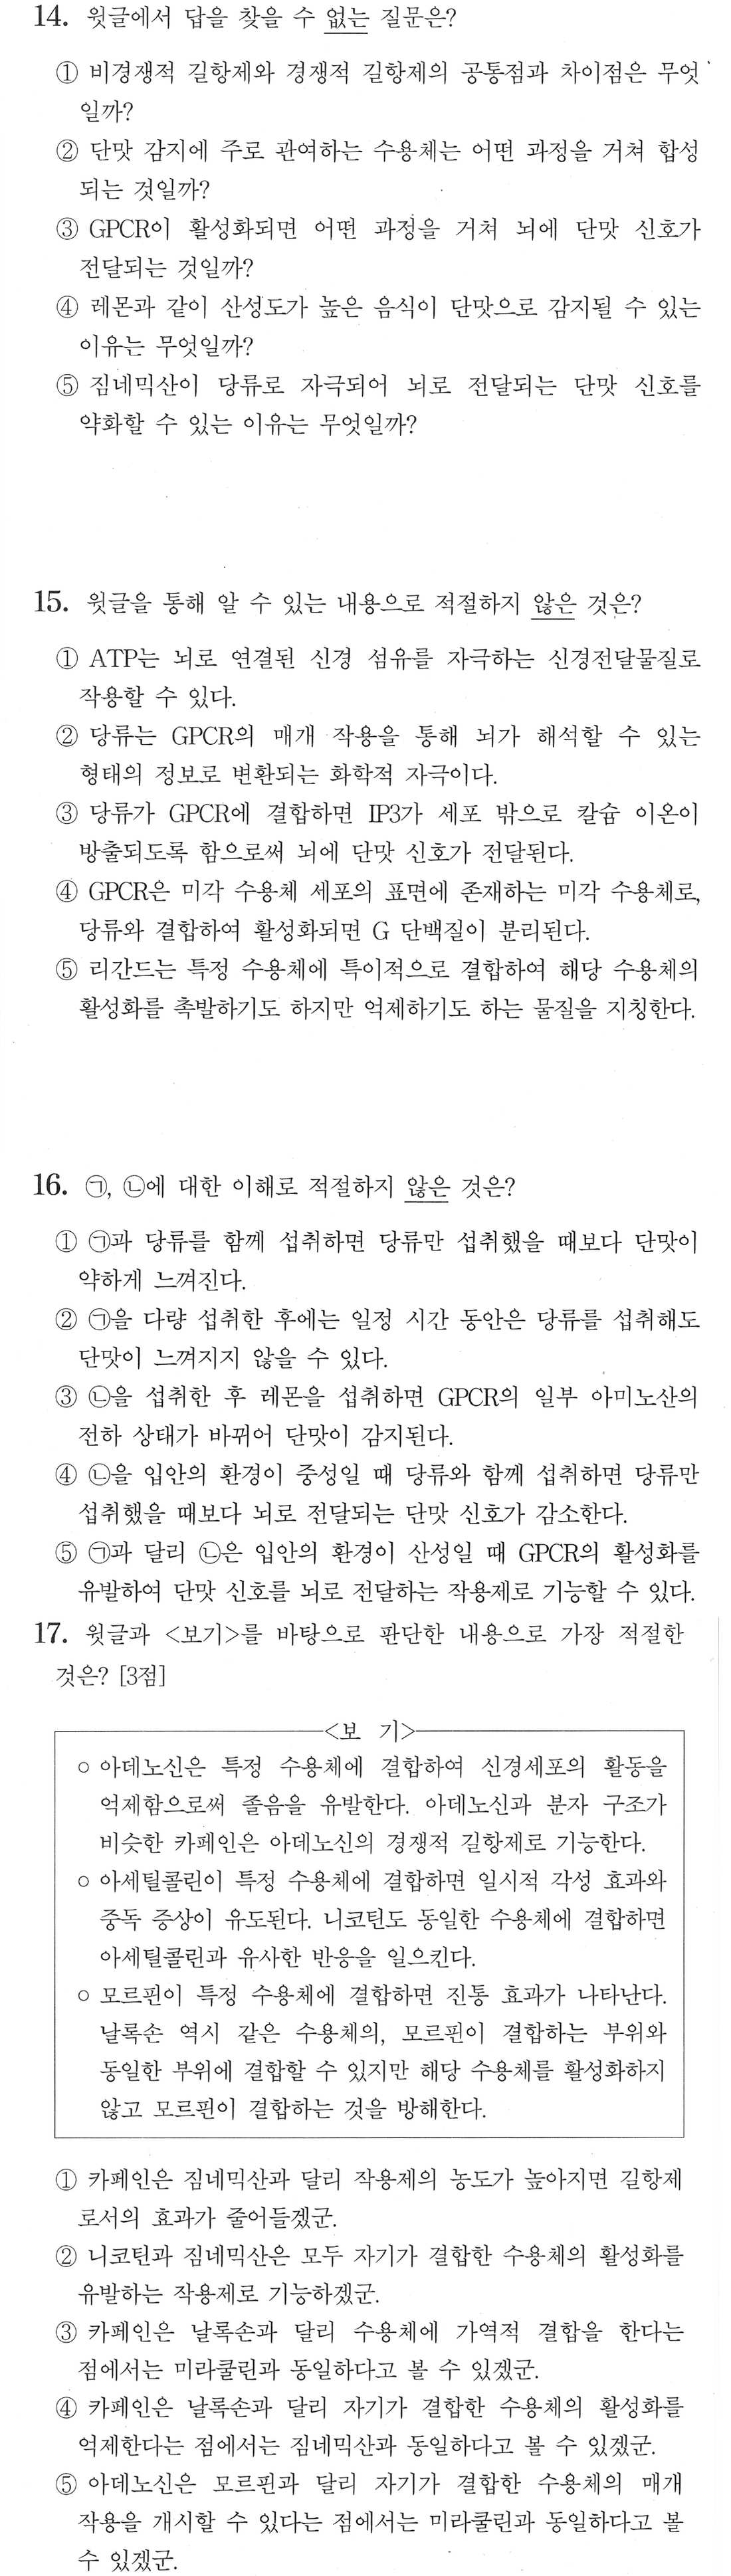 14. 윗글에서 답을 찾을 수 없는 질문은?
① 비경쟁적 길항제와 경쟁적 길항제의 공통점과 차이점은 무엇
일까?
② 단맛 감지에 주로 관여하는 수용체는 어떤 과정을 거쳐 합성
되는 것일까?
③ GPCR이 활성화되면 어떤 과정을 거쳐 뇌에 단맛 신호가
전달되는 것일까?
④ 레몬과 같이 산성도가 높은 음식이 단맛으로 감지될 수 있는
이유는 무엇일까?
⑤ 짐네믹산이 당류로 자극되어 뇌로 전달되는 단맛 신호를
약화할 수 있는 이유는 무엇일까?
15. 윗글을 통해 알 수 있는 내용으로 적절하지 않은 것은?
① ATP는 뇌로 연결된 신경 섬유를 자극하는 신경전달물질로
작용할 수 있다.
② 당류는 GPCR의 매개 작용을 통해 뇌가 해석할 수 있는
형태의 정보로 변환되는 화학적 자극이다.
③ 당류가 GPCR에 결합하면 IP3가 세포 밖으로 칼슘 이온이
방출되도록 함으로써 뇌에 단맛 신호가 전달된다.
④ GPCR은 미각 수용체 세포의 표면에 존재하는 미각 수용체로,
당류와 결합하여 활성화되면 G 단백질이 분리된다.
⑤ 리간드는 특정 수용체에 특이적으로 결합하여 해당 수용체의
활성화를 촉발하기도 하지만 억제하기도 하는 물질을 지칭한다.
16. ㉠, ㉡에 대한 이해로 적절하지 않은 것은?
① ㉠과 당류를 함께 섭취하면 당류만 섭취했을 때보다 단맛이
약하게 느껴진다.
② ㉠을 다량 섭취한 후에는 일정 시간 동안은 당류를 섭취해도
단맛이 느껴지지 않을 수 있다.
③ ㉡을 섭취한 후 레몬을 섭취하면 GPCR의 일부 아미노산의
전하 상태가 바뀌어 단맛이 감지된다.
④ ㉡을 입안의 환경이 중성일 때 당류와 함께 섭취하면 당류만
섭취했을 때보다 뇌로 전달되는 단맛 신호가 감소한다.
⑤ ㉠과 달리 ㉡은 입안의 환경이 산성일 때 GPCR의 활성화를
유발하여 단맛 신호를 뇌로 전달하는 작용제로 기능할 수 있다.
17. 윗글과 <보기>를 바탕으로 판단한 내용으로 가장 적절한
것은? [3점]
<보 기>
○ 아데노신은 특정 수용체에 결합하여 신경세포의 활동을
억제함으로써 졸음을 유발한다. 아데노신과 분자 구조가
비슷한 카페인은 아데노신의 경쟁적 길항제로 기능한다.
○ 아세틸콜린이 특정 수용체에 결합하면 일시적 각성 효과와
중독 증상이 유도된다. 니코틴도 동일한 수용체에 결합하면
아세틸콜린과 유사한 반응을 일으킨다.
○ 모르핀이 특정 수용체에 결합하면 진통 효과가 나타난다.
날록손 역시 같은 수용체의, 모르핀이 결합하는 부위와
동일한 부위에 결합할 수 있지만 해당 수용체를 활성화하지
않고 모르핀이 결합하는 것을 방해한다.
① 카페인은 짐네믹산과 달리 작용제의 농도가 높아지면 길항제
로서의 효과가 줄어들겠군.
② 니코틴과 짐네믹산은 모두 자기가 결합한 수용체의 활성화를
유발하는 작용제로 기능하겠군.
③ 카페인은 날록손과 달리 수용체에 가역적 결합을 한다는
점에서는 미라쿨린과 동일하다고 볼 수 있겠군.
④ 카페인은 날록손과 달리 자기가 결합한 수용체의 활성화를
억제한다는 점에서는 짐네믹산과 동일하다고 볼 수 있겠군.
⑤ 아데노신은 모르핀과 달리 자기가 결합한 수용체의 매개
작용을 개시할 수 있다는 점에서는 미라쿨린과 동일하다고 볼
수 있겠군.